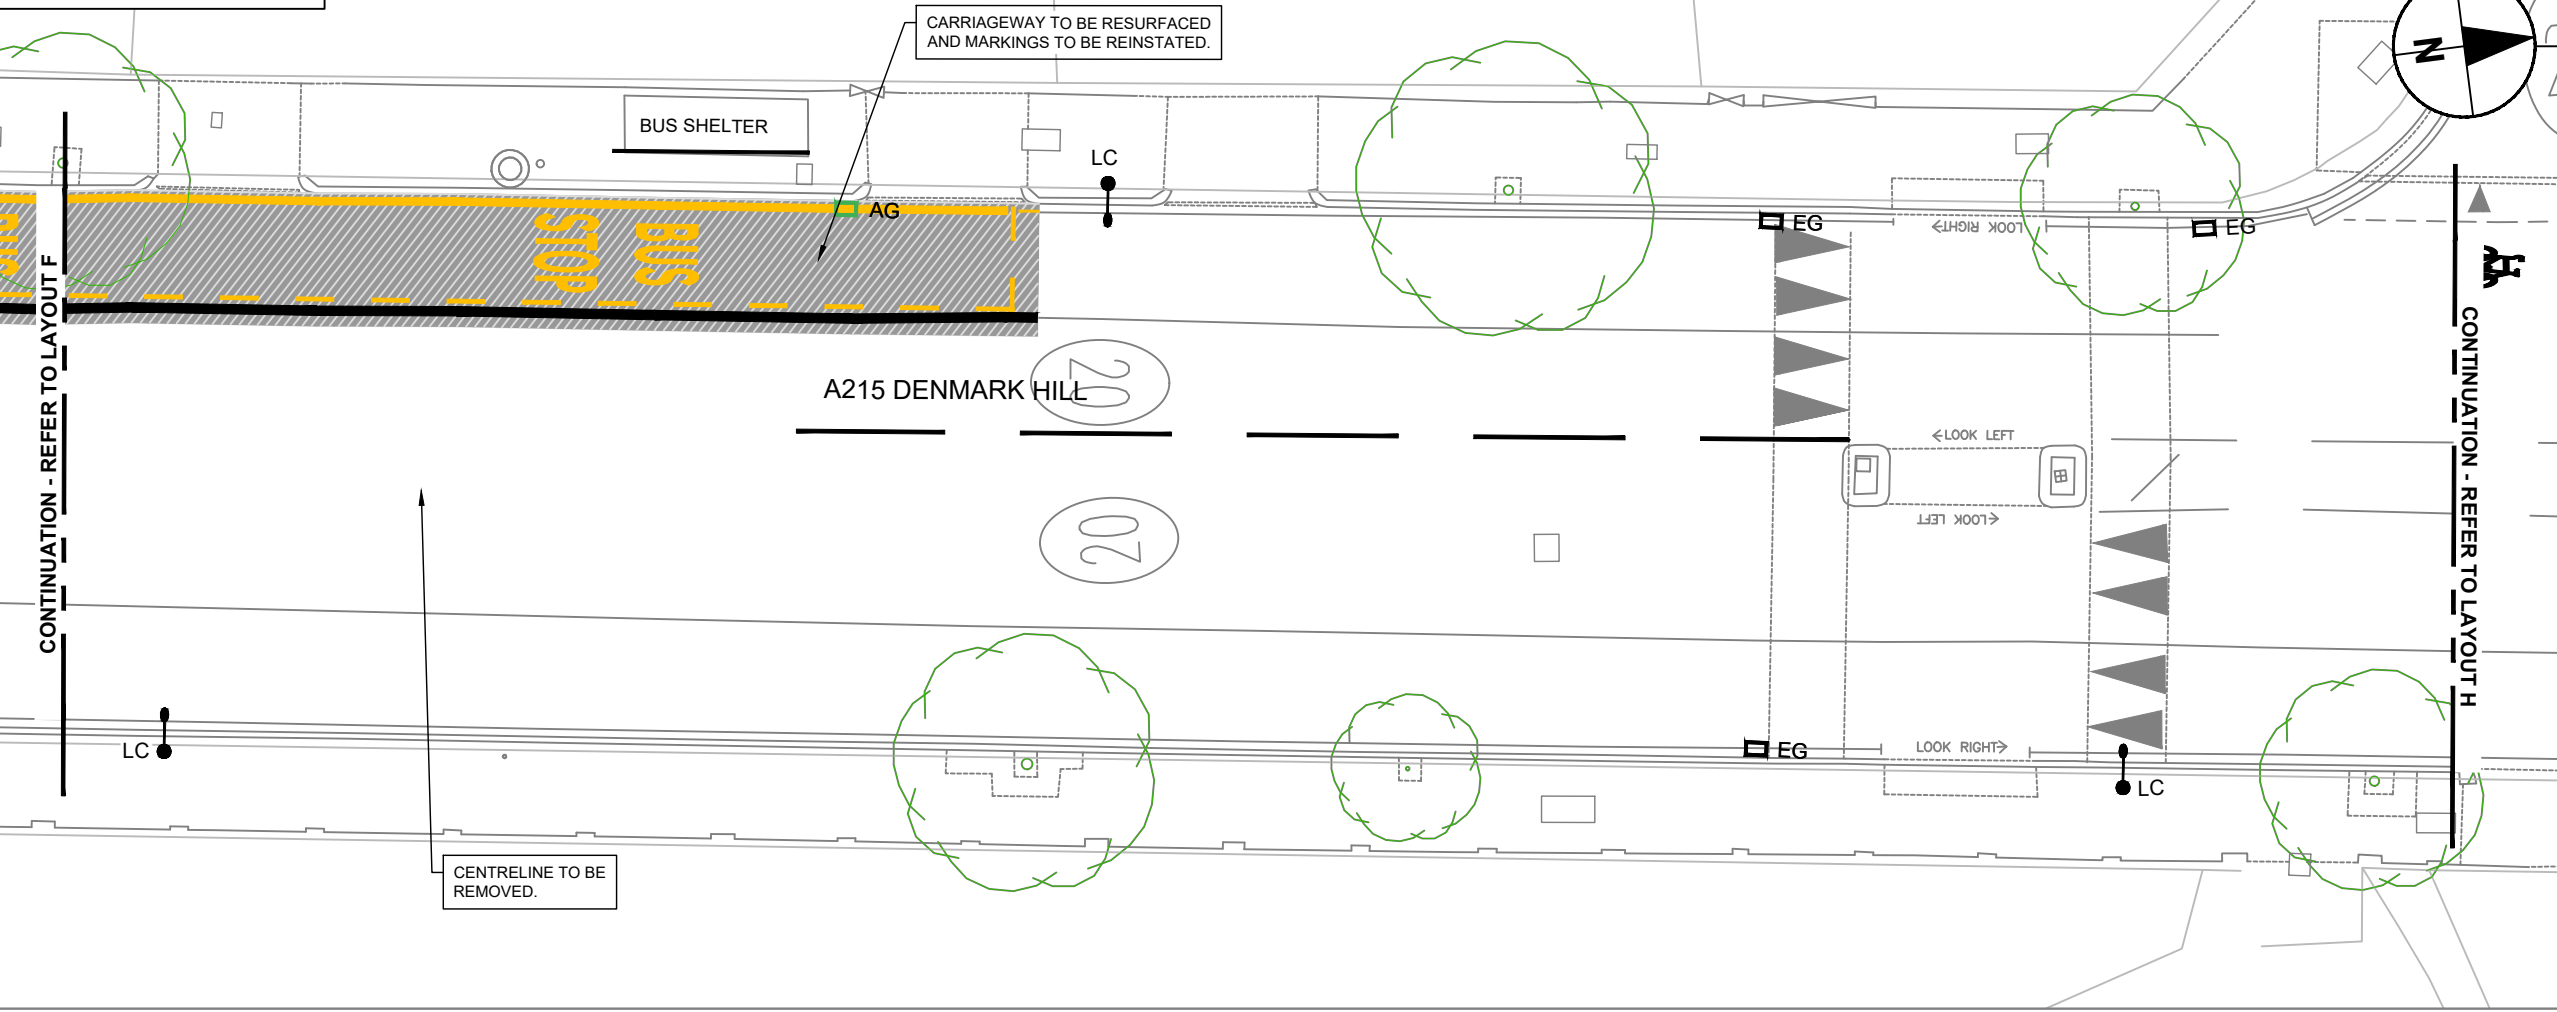 CARRIAGEWAY TO BE RESURFACED
AND MARKINGS TO BE REINSTATED.
N
BUS SHELTER
LC
AG
EG
LOOK RIGHT
EG
BUS
STOP
CONTINUATION - REFER TO LAYOUT F
20
A215 DENMARK HILL
LOOK LEFT
CONTINUATION - REFER TO LAYOUT H
20
LOOK LEFT
LC
EG
LOOK RIGHT
LC
CENTRELINE TO BE
REMOVED.